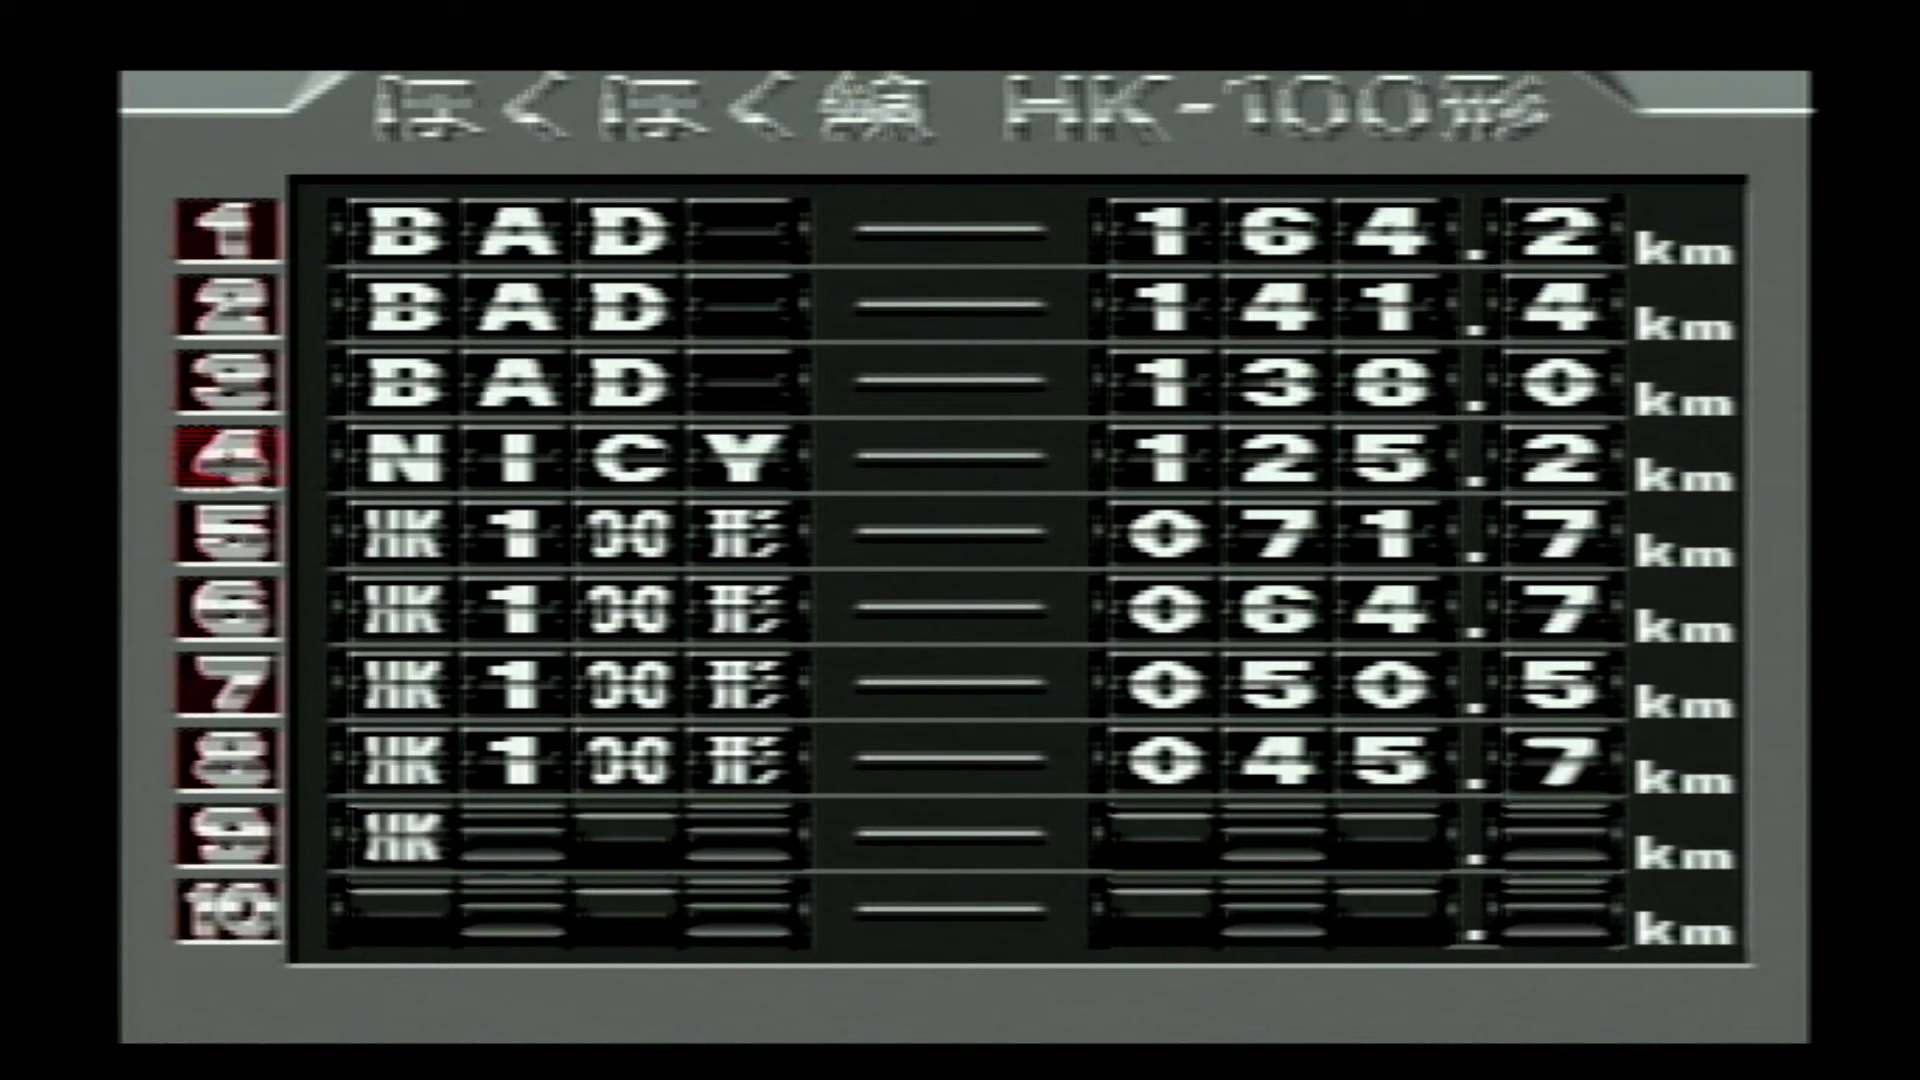 ほくほく線 HK-100形
1 BAD 164.2 km
2 BAD 141.4 km
3 BAD 138.0 km
4 NICY 125.2 km
5 HK100形 071.7 km
6 HK100形 064.7 km
7 HK100形 050.5 km
8 HK100形 045.7 km
9 HK . km
10 . km